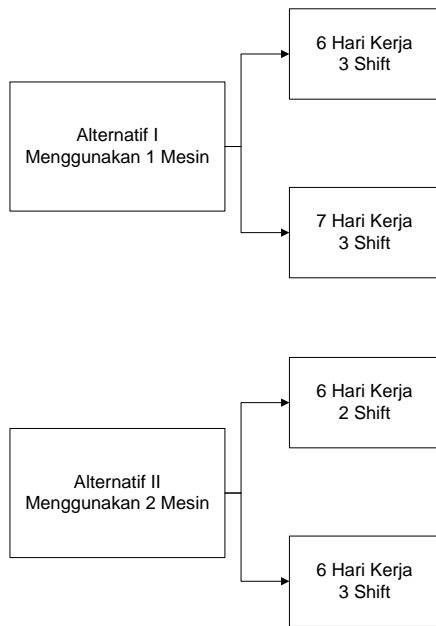 6 Hari Kerja
3 Shift
Alternatif I
Menggunakan 1 Mesin
7 Hari Kerja
3 Shift
6 Hari Kerja
2 Shift
Alternatif II
Menggunakan 2 Mesin
6 Hari Kerja
3 Shift